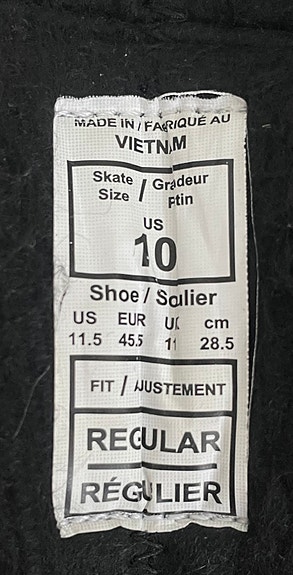 MADE IN / FABRIQUÉ AU
VIETNAM
Skate Size / Grandeur Patin
US
10
Shoe / Soulier
US EUR UK cm
11.5 45.5 11 28.5
FIT / AJUSTEMENT
REGULAR
RÉGULIER